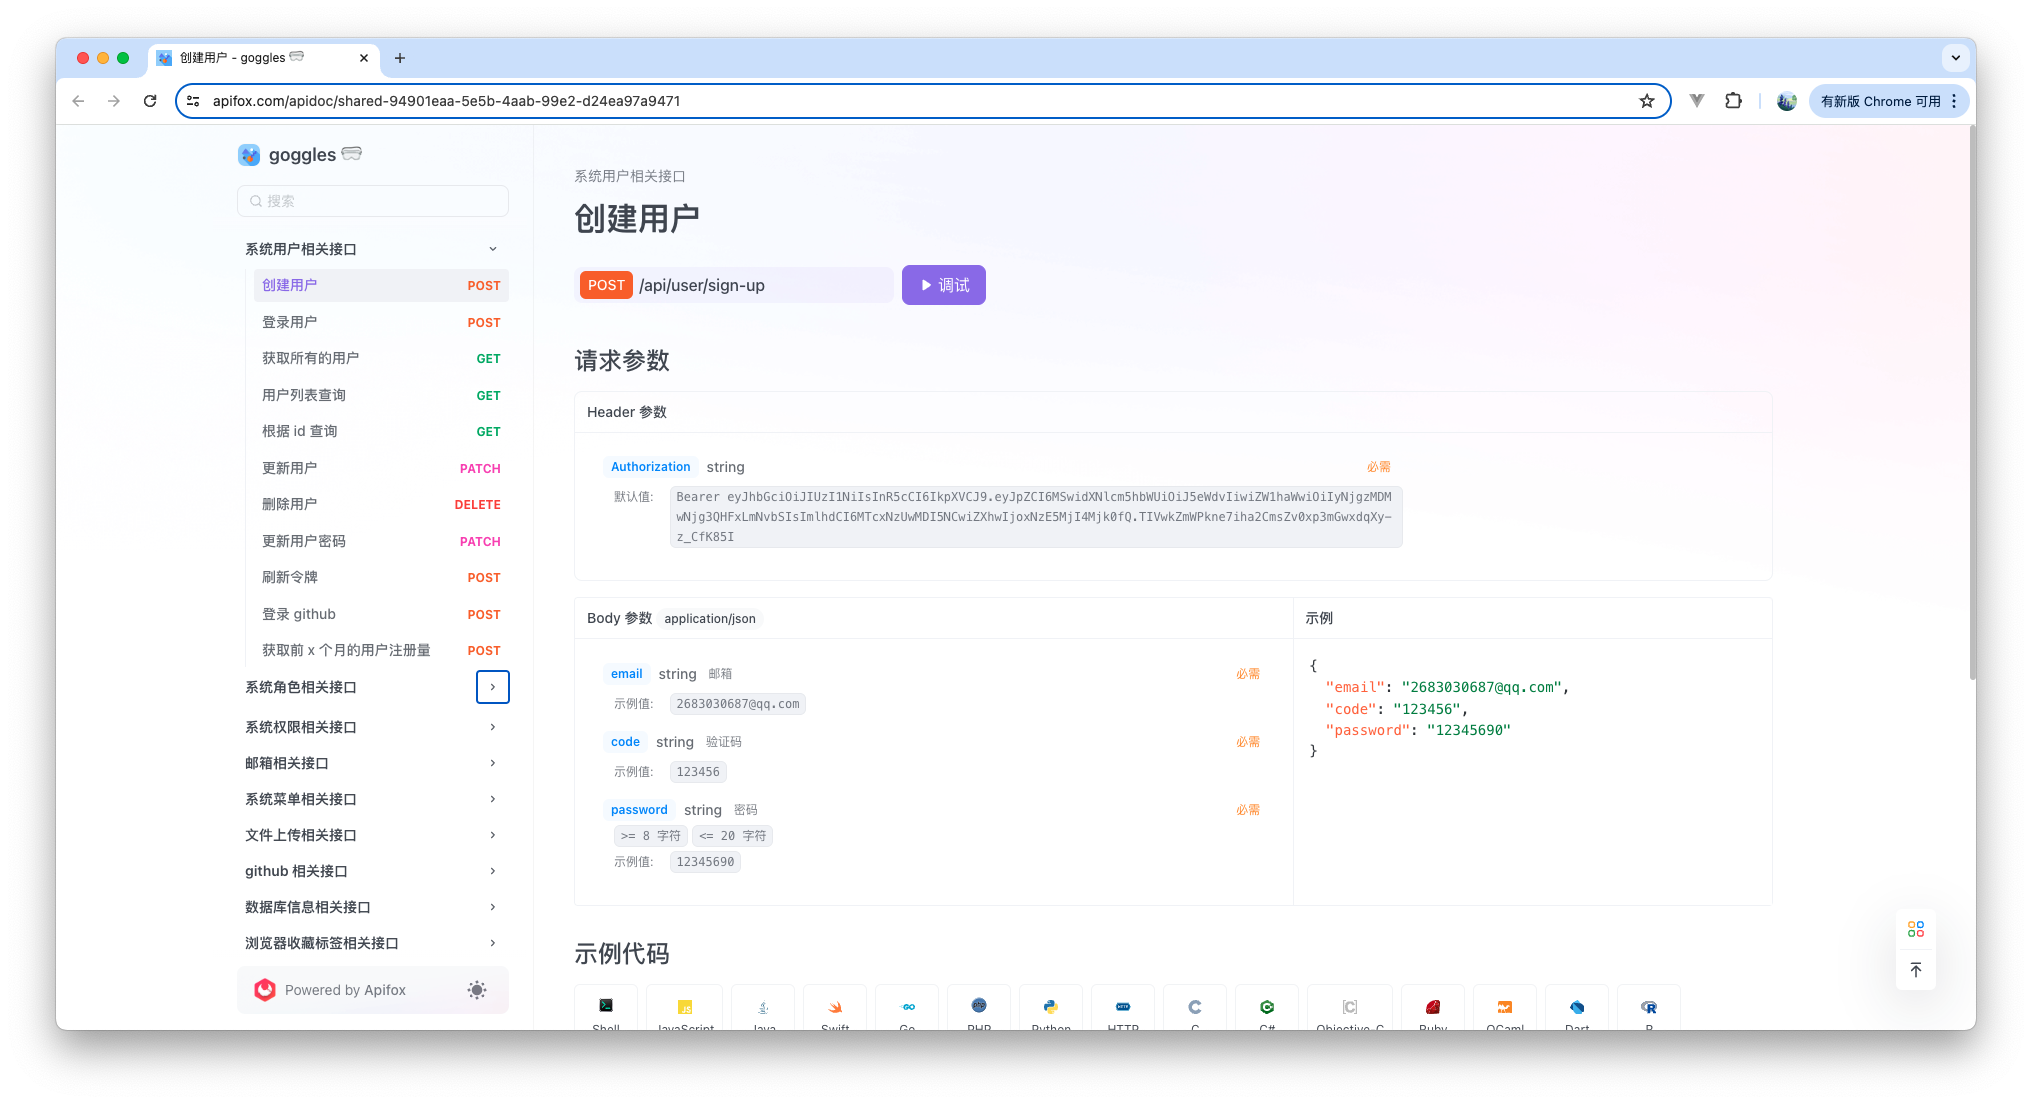 创建用户 - goggles
apifox.com/apidoc/shared-94901eaa-5e5b-4aab-99e2-d24ea97a9471
有新版 Chrome 可用
goggles
搜索
系统用户相关接口
创建用户 POST
登录用户 POST
获取所有的用户 GET
用户列表查询 GET
根据 id 查询 GET
更新用户 PATCH
删除用户 DELETE
更新用户密码 PATCH
刷新令牌 POST
登录 github POST
获取前 x 个月的用户注册量 POST
系统角色相关接口
系统权限相关接口
邮箱相关接口
系统菜单相关接口
文件上传相关接口
github 相关接口
数据库信息相关接口
浏览器收藏标签相关接口
Powered by Apifox
系统用户相关接口
创建用户
POST /api/user/sign-up
调试
请求参数
Header 参数
Authorization string 必需
默认值: Bearer eyJhbGciOiJIUzI1NiIsInR5cCI6IkpXVCJ9.eyJpZCI6MSwidXNlcm5hbWUiOiJ5eWdvIiwiZW1haWwiOiIyNjgzMDM
wNjg3QHFxLmNvbSIsImlhdCI6MTcxNzUwMDI5NCwiZXhwIjoxNzE5MjI4Mjk0fQ.TIVwkZmWPkne7iha2CmsZv0xp3mGwxdqXy-
z_CfK85I
Body 参数 application/json
email string 邮箱 必需
示例值: 2683030687@qq.com
code string 验证码 必需
示例值: 123456
password string 密码 必需
>= 8 字符 <= 20 字符
示例值: 12345690
示例
{
"email": "2683030687@qq.com",
"code": "123456",
"password": "12345690"
}
示例代码
Shell JavaScript Java Swift Go PHP Python HTTP C C# Objective-C Ruby OCaml Dart R